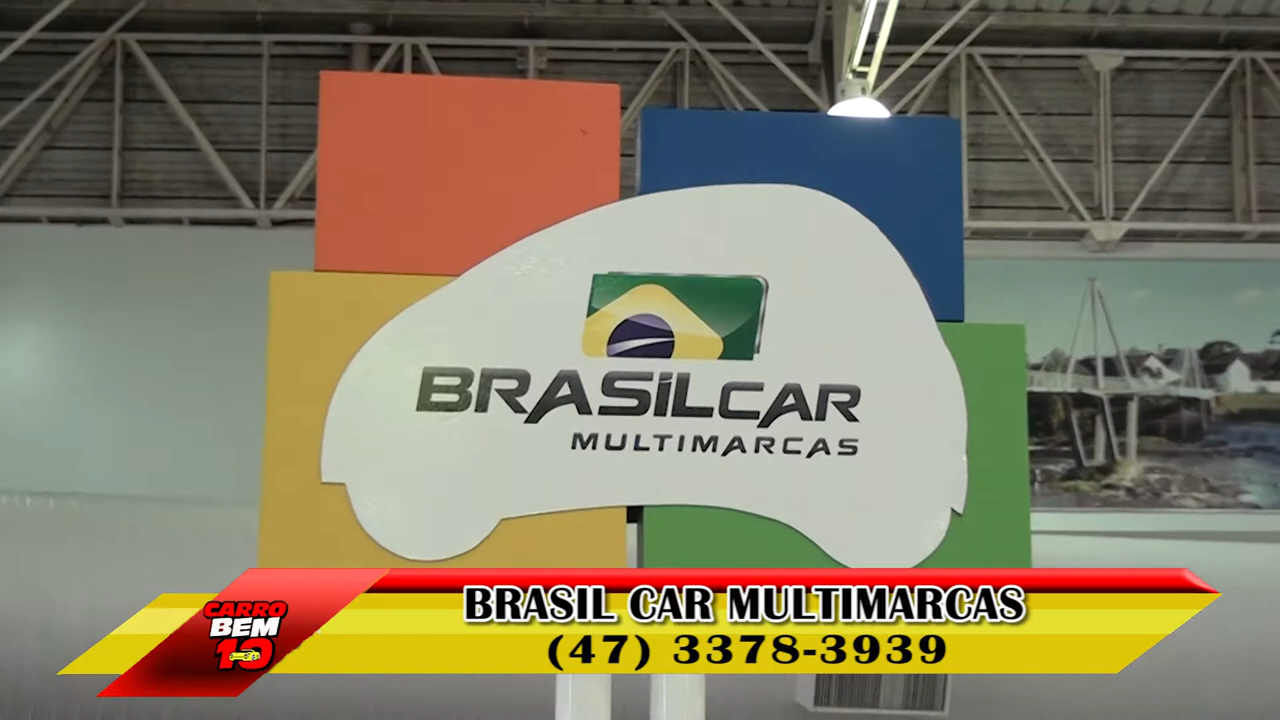 BRASILCAR
MULTIMARCAS
CARRO
BEM
10
BRASIL CAR MULTIMARCAS
(47) 3378-3939